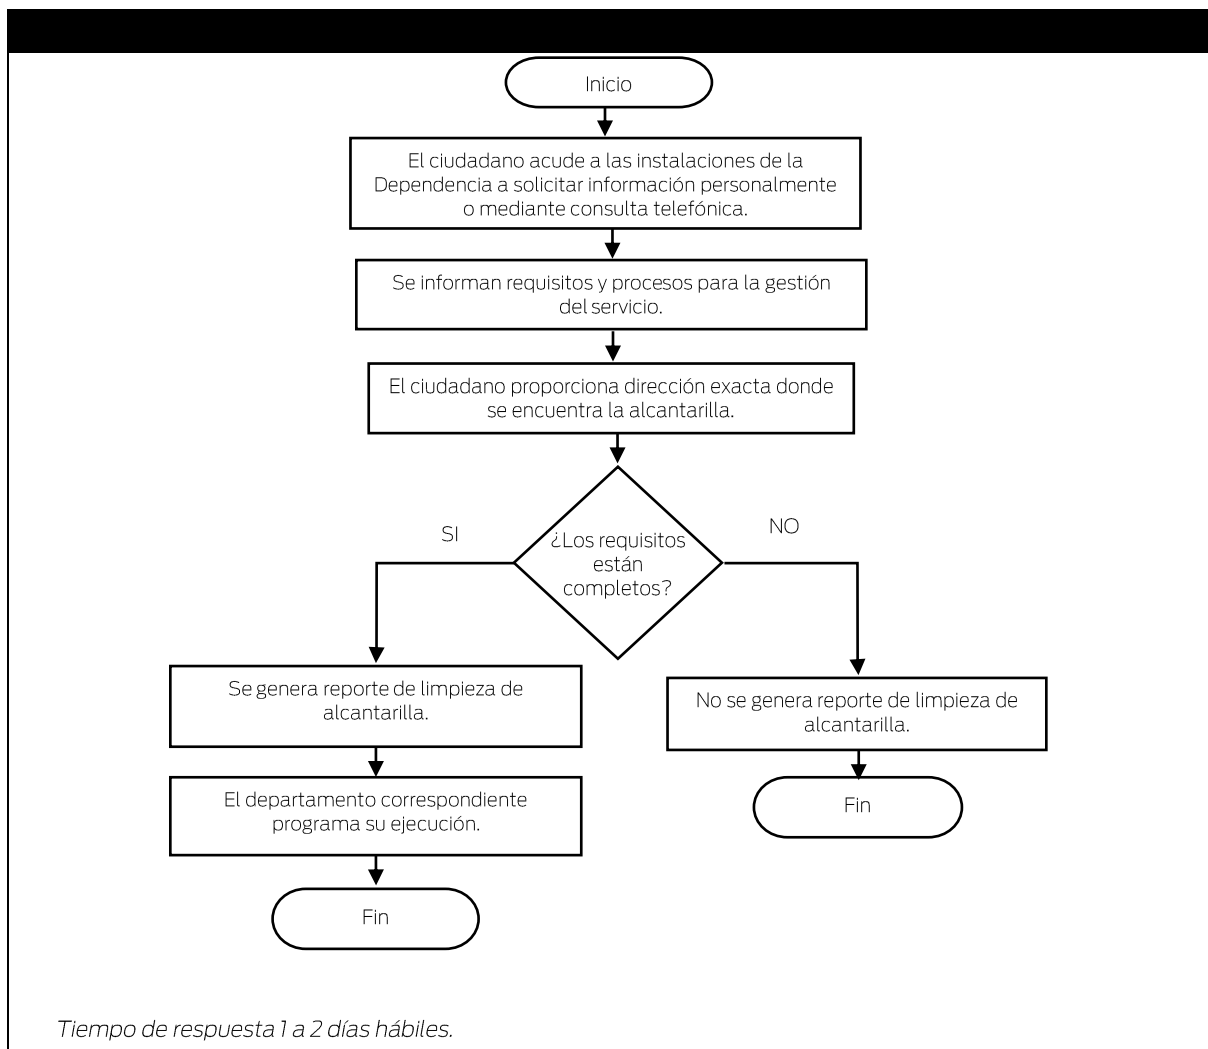 Inicio
El ciudadano acude a las instalaciones de la
Dependencia a solicitar información personalmente
o mediante consulta telefónica.
Se informan requisitos y procesos para la gestión
del servicio.
El ciudadano proporciona dirección exacta donde
se encuentra la alcantarilla.
SI
NO
¿Los requisitos
están
completos?
Se genera reporte de limpieza de
alcantarilla.
No se genera reporte de limpieza de
alcantarilla.
El departamento correspondiente
programa su ejecución.
Fin
Fin
Tiempo de respuesta 1 a 2 días hábiles.